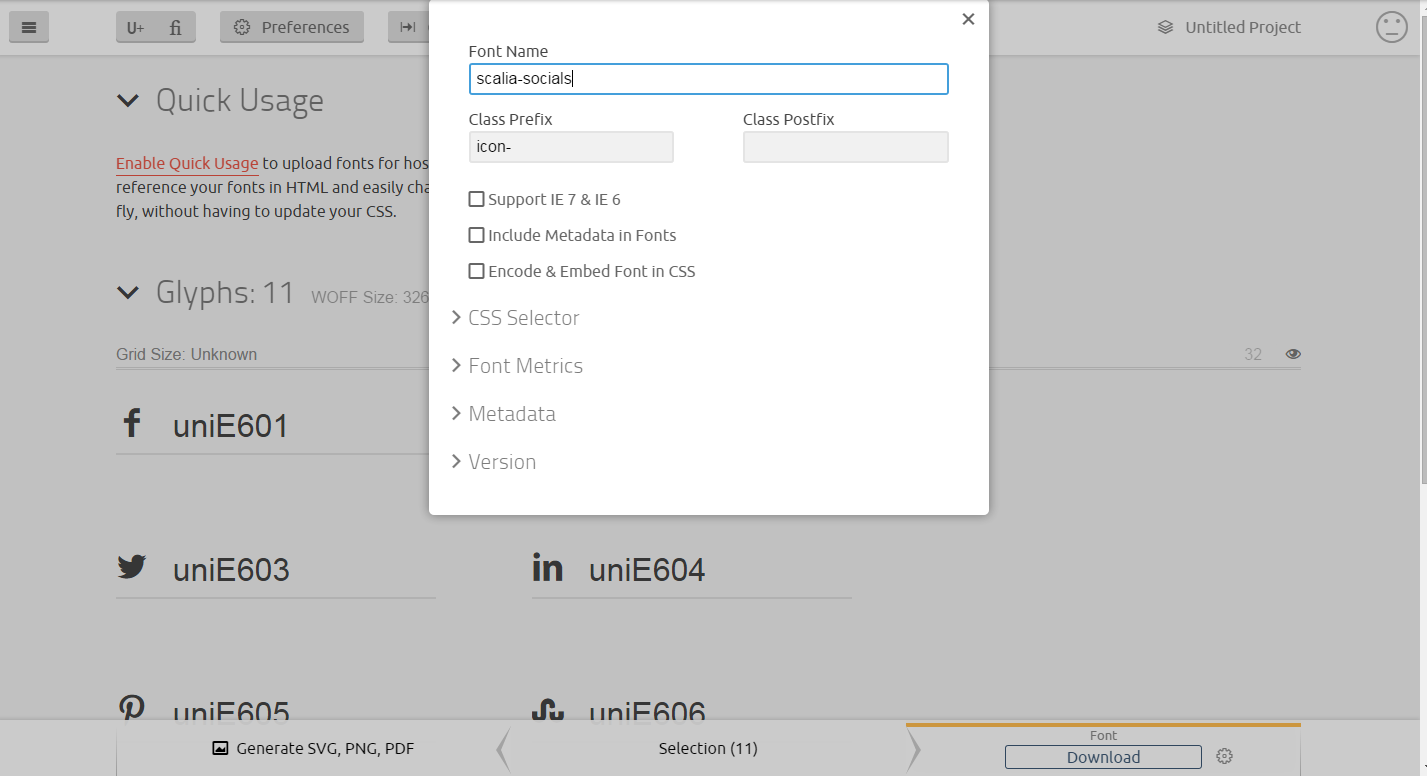 U+ fi Preferences Untitled Project
Font Name
scalia-socials
Class Prefix Class Postfix
icon-
Support IE 7 & IE 6
Include Metadata in Fonts
Encode & Embed Font in CSS
CSS Selector
Font Metrics
Metadata
Version
Quick Usage
Enable Quick Usage to upload fonts for hos
reference your fonts in HTML and easily cha
fly, without having to update your CSS.
Glyphs: 11 WOFF Size: 326
Grid Size: Unknown 32
uniE601
uniE603 uniE604
uniE605 uniE606
Generate SVG, PNG, PDF Selection (11) Font
Download